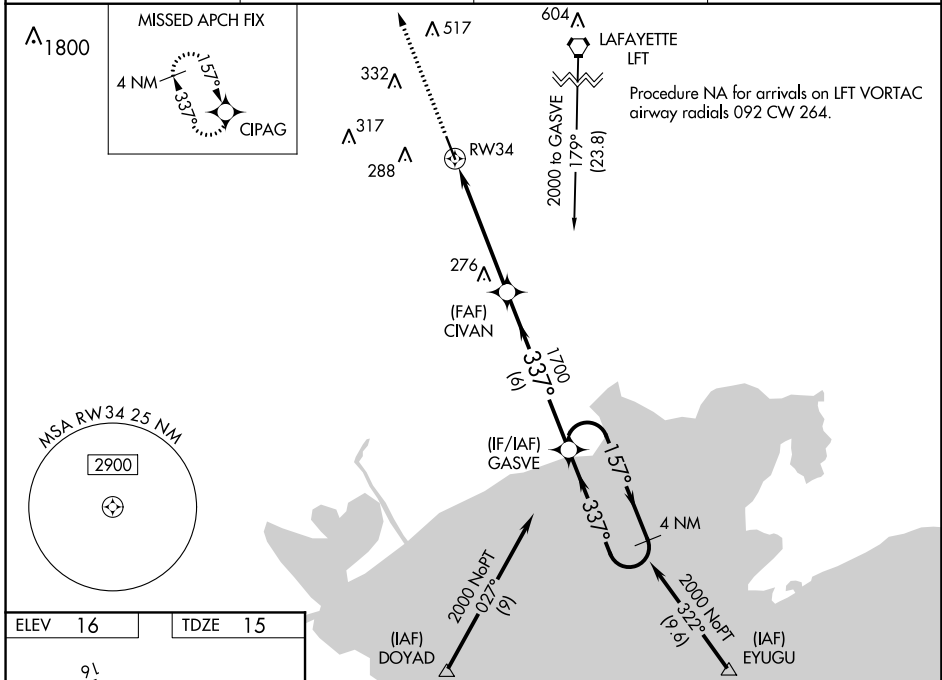 1800
MISSED APCH FIX
4 NM
157°
337°
CIPAG
517
332
317
288
RW34
604
LAFAYETTE
LFT
Procedure NA for arrivals on LFT VORTAC
airway radials 092 CW 264.
2000 to GASVE
179°
(23.8)
276
(FAF)
CIVAN
1700
337°
(6)
MSA RW34 25 NM
2900
(IF/IAF)
GASVE
157°
337°
4 NM
2000 NoPT
027°
(9)
2000 NoPT
322°
(9.6)
(IAF)
DOYAD
(IAF)
EYUGU
ELEV 16
TDZE 15